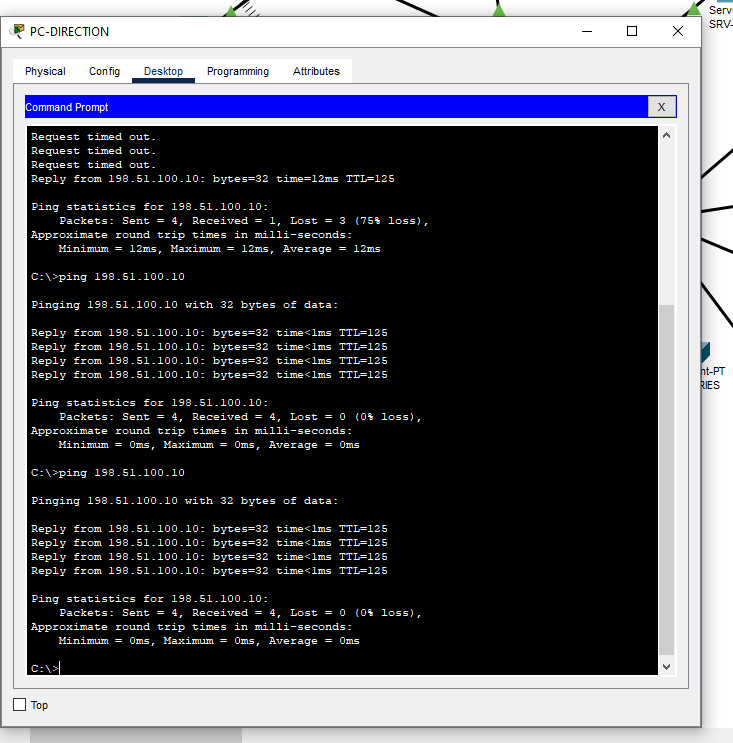 Serv
SRV-
PC-DIRECTION
Physical Config Desktop Programming Attributes
Command Prompt
X
Request timed out.
Request timed out.
Request timed out.
Reply from 198.51.100.10: bytes=32 time=12ms TTL=125
Ping statistics for 198.51.100.10:
Packets: Sent = 4, Received = 1, Lost = 3 (75% loss),
Approximate round trip times in milli-seconds:
Minimum = 12ms, Maximum = 12ms, Average = 12ms
C:\>ping 198.51.100.10
Pinging 198.51.100.10 with 32 bytes of data:
Reply from 198.51.100.10: bytes=32 time<1ms TTL=125
Reply from 198.51.100.10: bytes=32 time<1ms TTL=125
Reply from 198.51.100.10: bytes=32 time<1ms TTL=125
Reply from 198.51.100.10: bytes=32 time<1ms TTL=125
Ping statistics for 198.51.100.10:
Packets: Sent = 4, Received = 4, Lost = 0 (0% loss),
Approximate round trip times in milli-seconds:
Minimum = 0ms, Maximum = 0ms, Average = 0ms
C:\>ping 198.51.100.10
Pinging 198.51.100.10 with 32 bytes of data:
Reply from 198.51.100.10: bytes=32 time<1ms TTL=125
Reply from 198.51.100.10: bytes=32 time<1ms TTL=125
Reply from 198.51.100.10: bytes=32 time<1ms TTL=125
Reply from 198.51.100.10: bytes=32 time<1ms TTL=125
Ping statistics for 198.51.100.10:
Packets: Sent = 4, Received = 4, Lost = 0 (0% loss),
Approximate round trip times in milli-seconds:
Minimum = 0ms, Maximum = 0ms, Average = 0ms
C:\>
nt-PT
RIES
Top